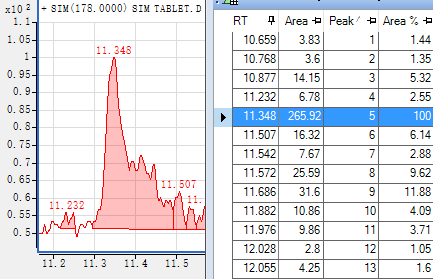 x10²
+ SIM(178.0000) SIM TABLET.D
1.1
1.05
1
0.95
0.9
0.85
0.8
0.75
0.7
0.65
0.6
0.55
0.5
11.348
11.232
11.507
11.
11.2 11.3 11.4 11.5
RT Area Peak Area %
10.659 3.83 1 1.44
10.768 3.6 2 1.35
10.877 14.15 3 5.32
11.232 6.78 4 2.55
11.348 265.92 5 100
11.507 16.32 6 6.14
11.542 7.67 7 2.88
11.572 25.59 8 9.62
11.686 31.6 9 11.88
11.882 10.86 10 4.09
11.976 9.86 11 3.71
12.028 2.8 12 1.05
12.055 4.25 13 1.6